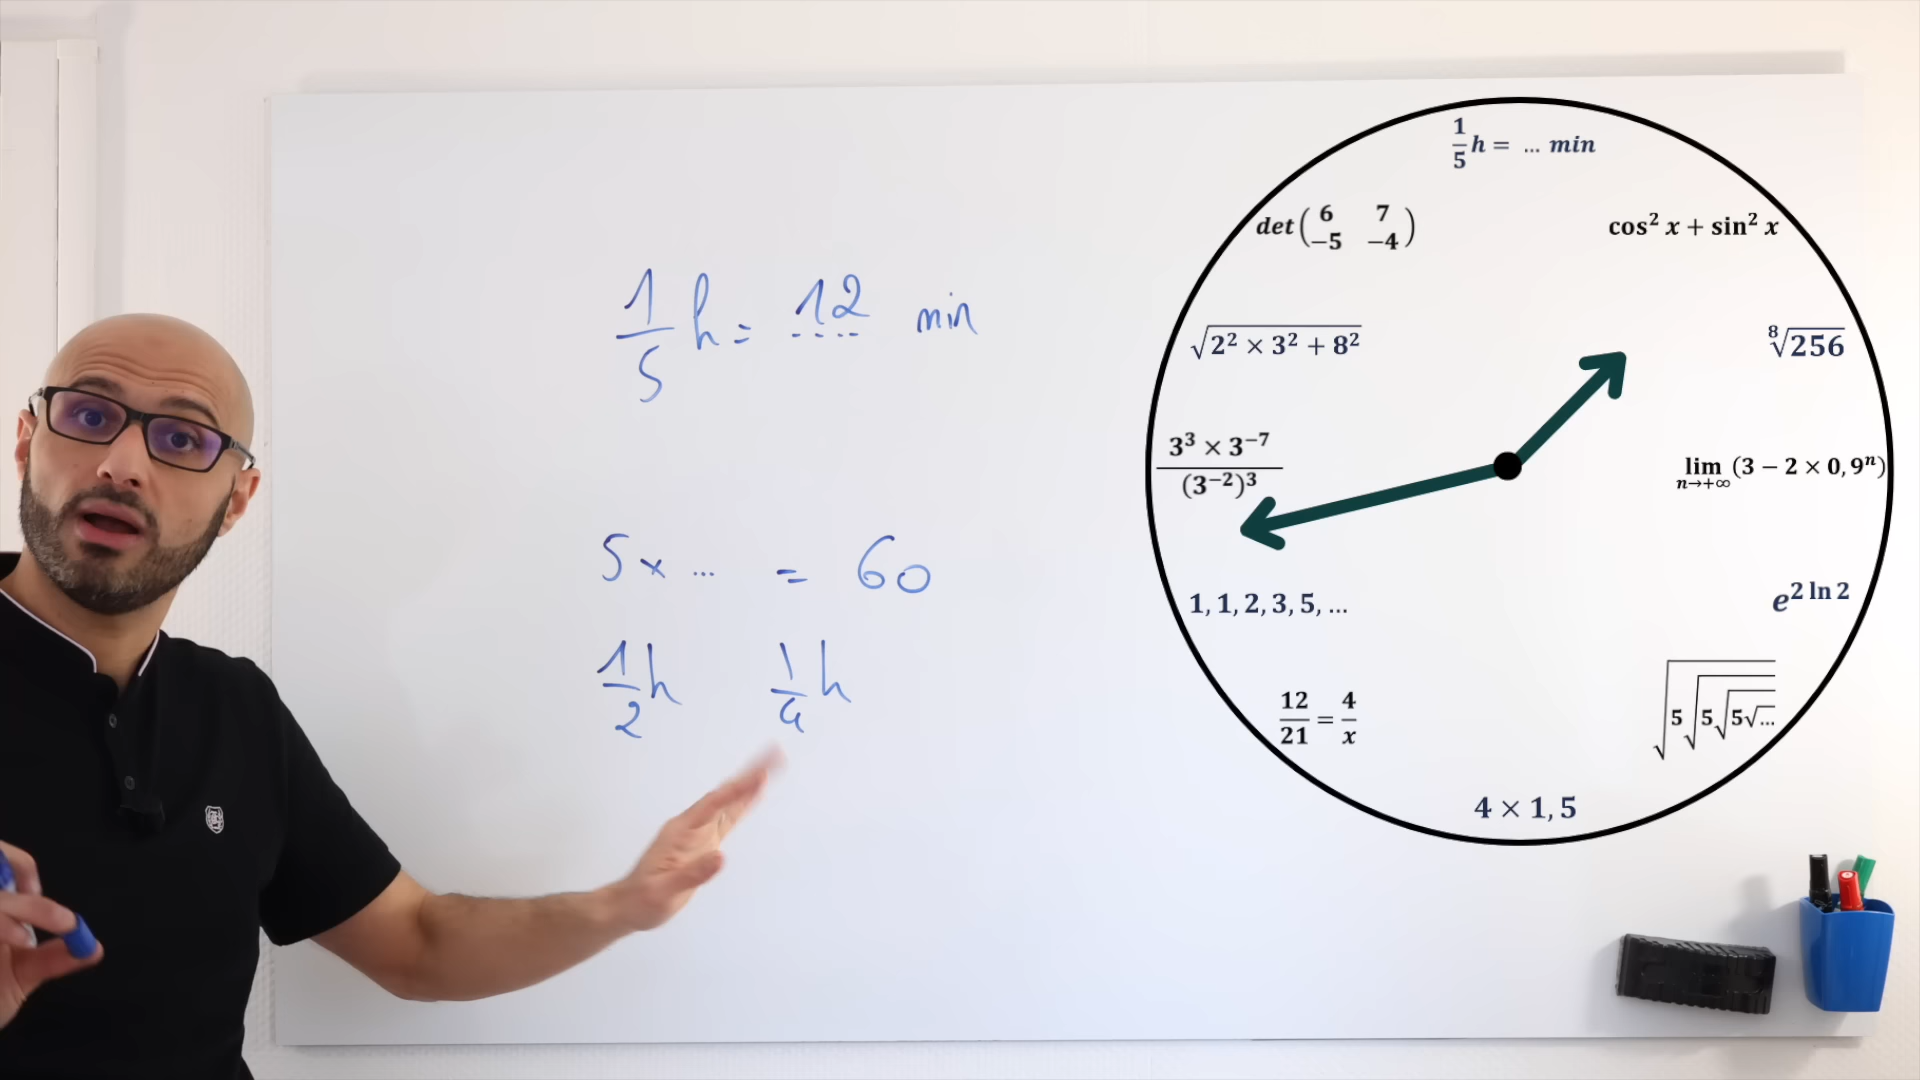 1/5 h = 12 min
5 × ... = 60
1/2 h 1/4 h
1/5 h = ... min
det(6 7 -5 -4)
cos² x + sin² x
√(2² × 3² + 8²)
⁸√256
3³ × 3⁻⁷ / (3⁻²)³
lim n→+∞ (3 − 2 × 0, 9ⁿ)
1, 1, 2, 3, 5, ...
e^(2 ln 2)
12/21 = 4/x
√(5√(5√(5√...)))
4 × 1, 5